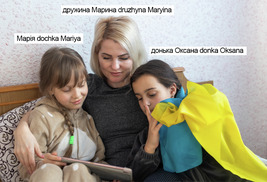 дружина Марина druzhyna Maryina
Марія dochka Mariya
донька Оксана donka Oksana